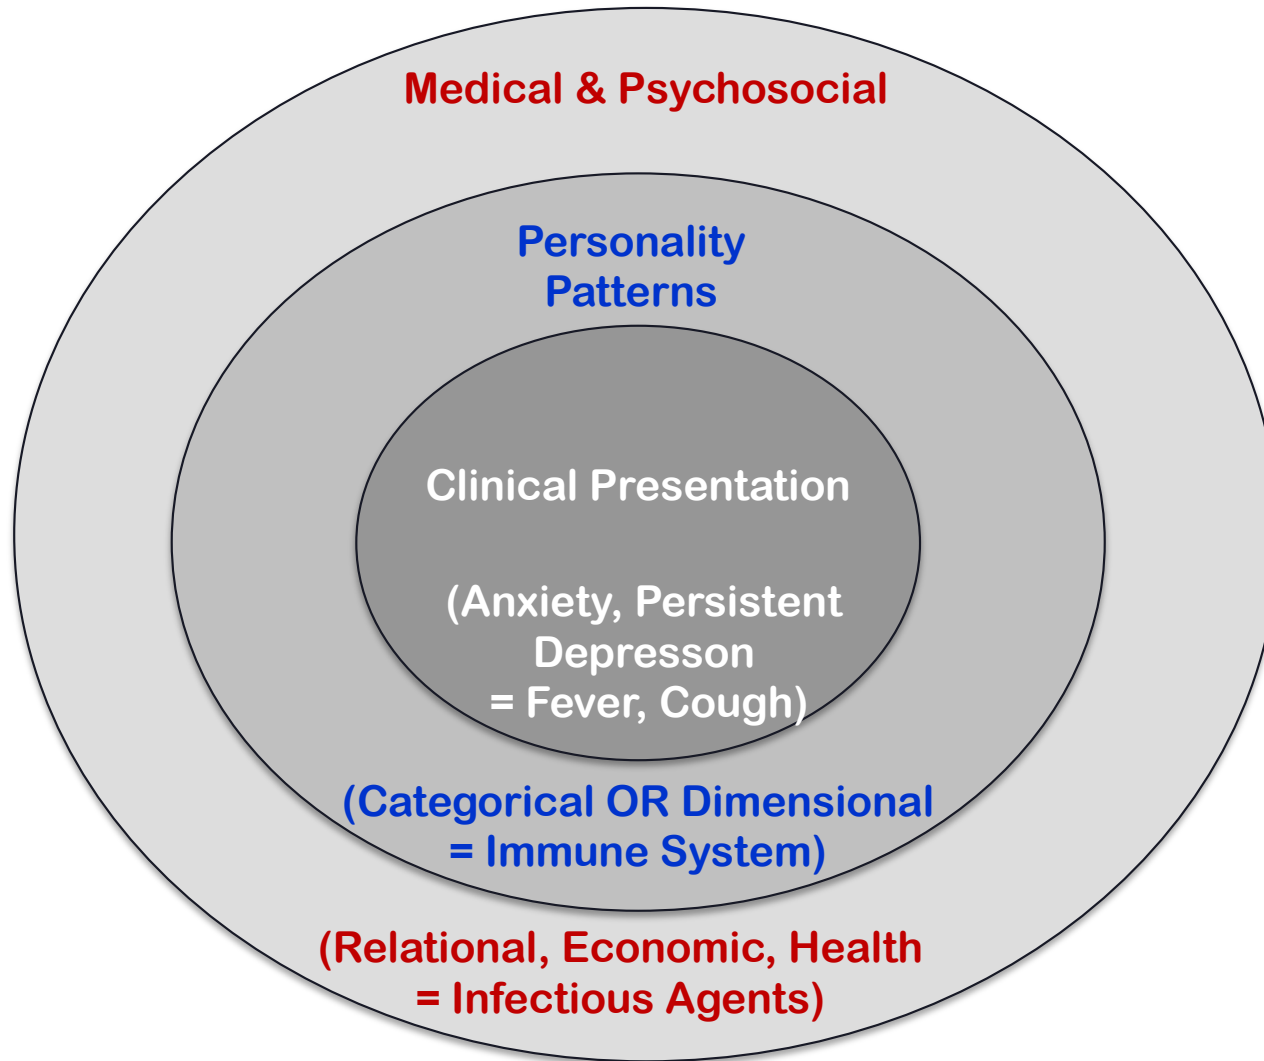 Medical & Psychosocial
Personality
Patterns
Clinical Presentation
(Anxiety, Persistent
Depresson
= Fever, Cough)
(Categorical OR Dimensional
= Immune System)
(Relational, Economic, Health
= Infectious Agents)